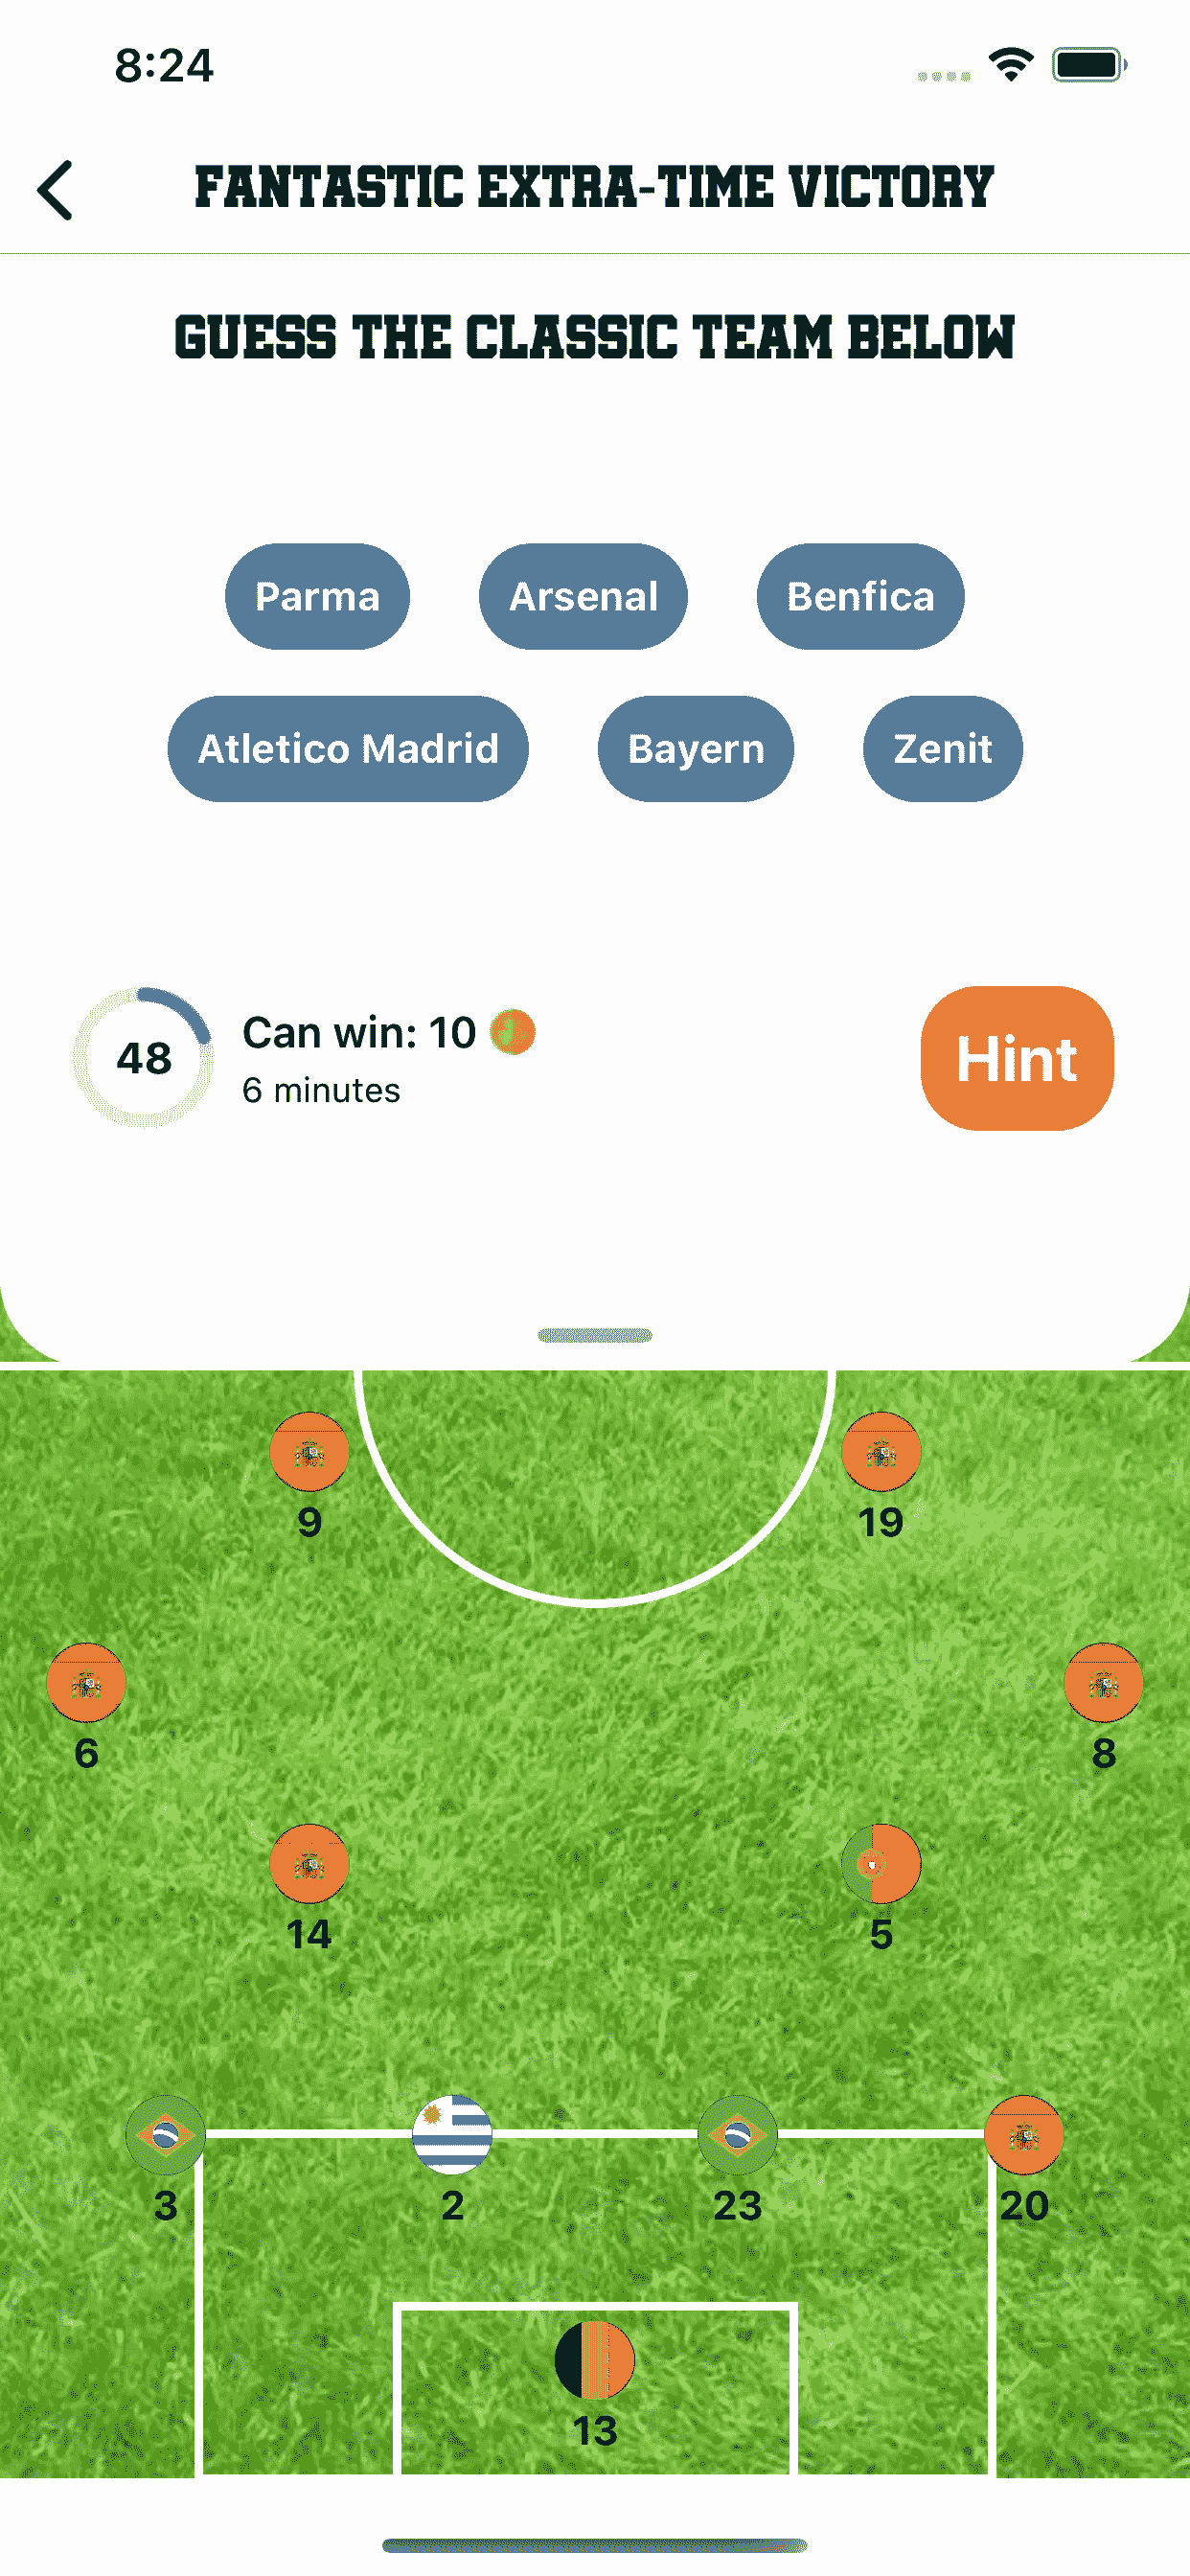 8:24
FANTASTIC EXTRA-TIME VICTORY
GUESS THE CLASSIC TEAM BELOW
Parma Arsenal Benfica
Atletico Madrid Bayern Zenit
48
Can win: 10
6 minutes
Hint
9 19
6 8
14 5
3 2 23 20
13